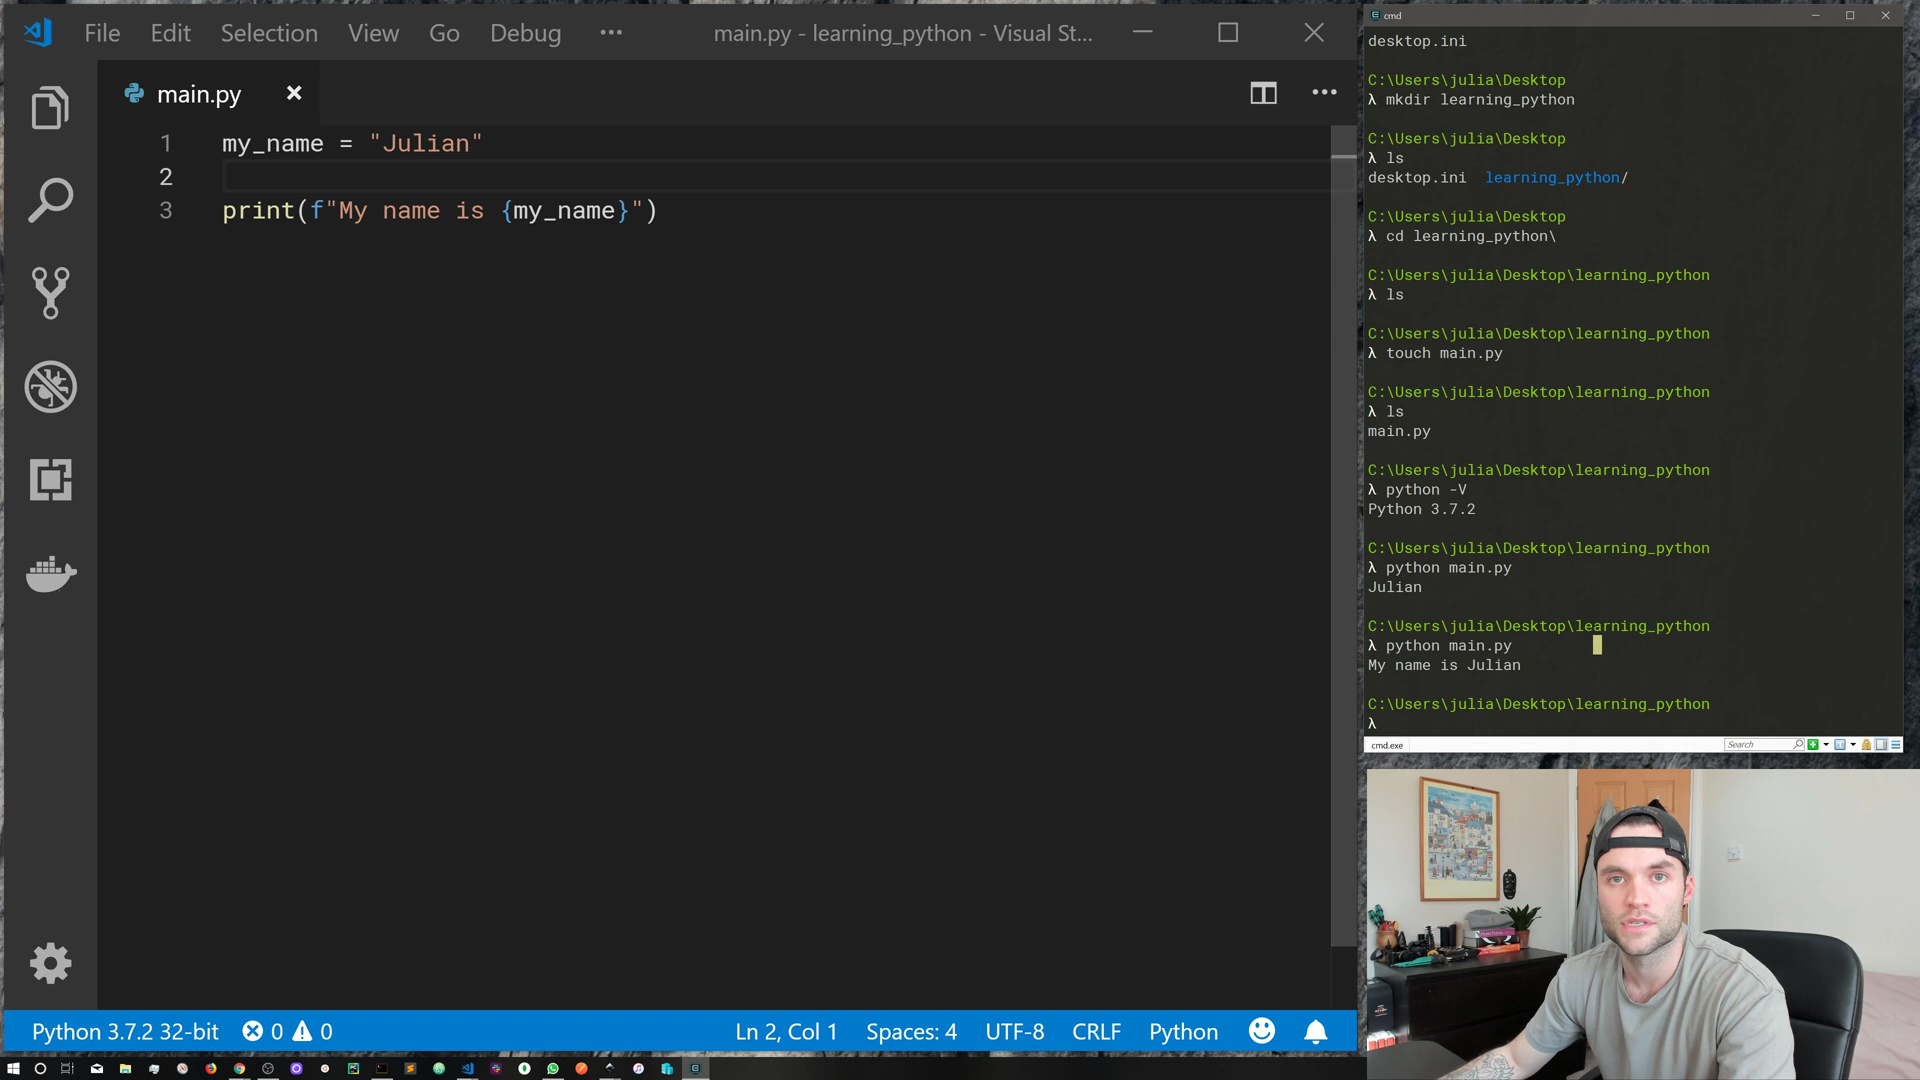 File Edit Selection View Go Debug ··· main.py - learning_python - Visual St...
main.py
1 my_name = "Julian"
2
3 print(f"My name is {my_name}")
Python 3.7.2 32-bit 0 0 Ln 2, Col 1 Spaces: 4 UTF-8 CRLF Python
cmd
desktop.ini
C:\Users\julia\Desktop
λ mkdir learning_python
C:\Users\julia\Desktop
λ ls
desktop.ini learning_python/
C:\Users\julia\Desktop
λ cd learning_python\
C:\Users\julia\Desktop\learning_python
λ ls
C:\Users\julia\Desktop\learning_python
λ touch main.py
C:\Users\julia\Desktop\learning_python
λ ls
main.py
C:\Users\julia\Desktop\learning_python
λ python -V
Python 3.7.2
C:\Users\julia\Desktop\learning_python
λ python main.py
Julian
C:\Users\julia\Desktop\learning_python
λ python main.py
My name is Julian
C:\Users\julia\Desktop\learning_python
λ
cmd.exe Search